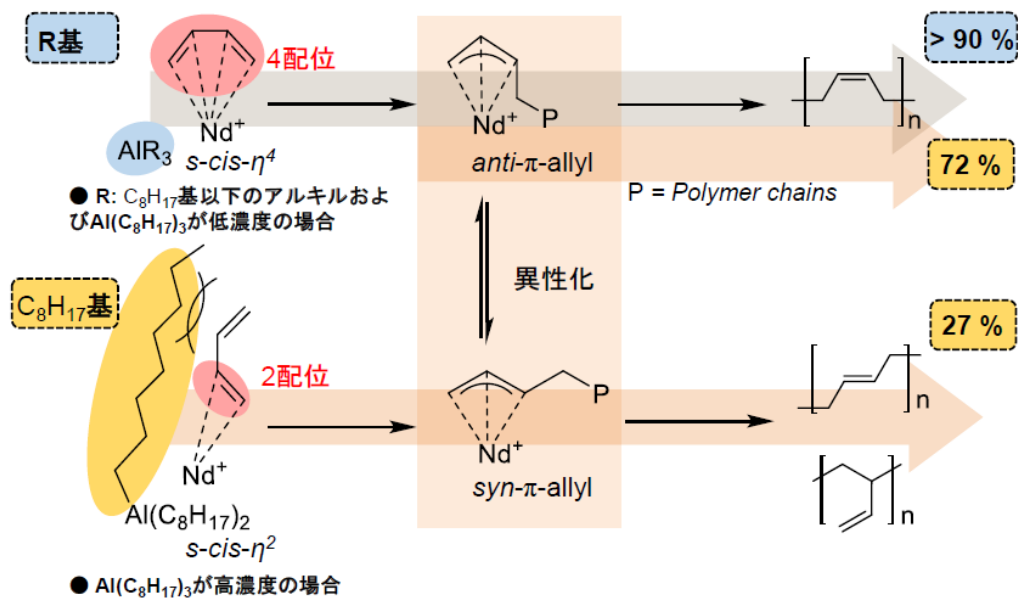 R基
4配位
Nd⁺
AlR₃
s-cis-η⁴
● R: C₈H₁₇基以下のアルキルおよ
びAl(C₈H₁₇)₃が低濃度の場合
P
Nd⁺
anti-π-allyl
n
> 90 %
72 %
P = Polymer chains
異性化
C₈H₁₇基
2配位
Nd⁺
Al(C₈H₁₇)₂
s-cis-η²
● Al(C₈H₁₇)₃が高濃度の場合
P
Nd⁺
syn-π-allyl
27 %
n
n